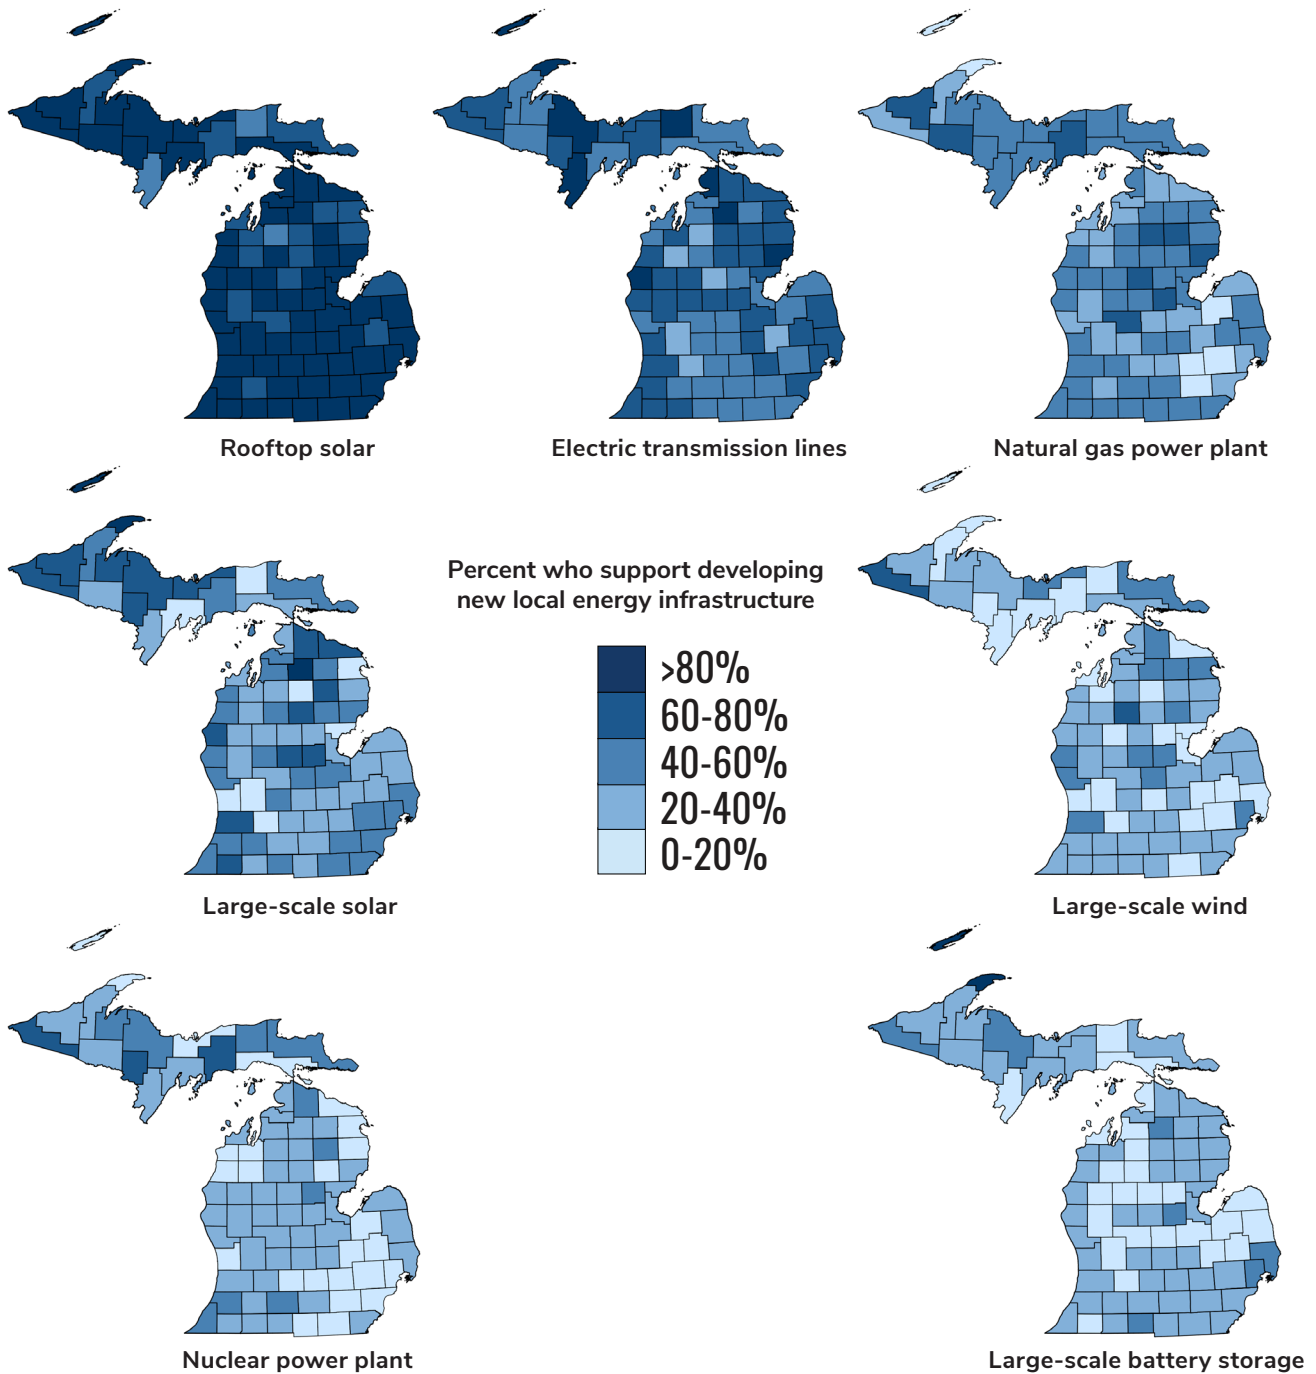 Rooftop solar
Electric transmission lines
Natural gas power plant
Percent who support developing
new local energy infrastructure
>80%
60-80%
40-60%
20-40%
0-20%
Large-scale solar
Large-scale wind
Nuclear power plant
Large-scale battery storage